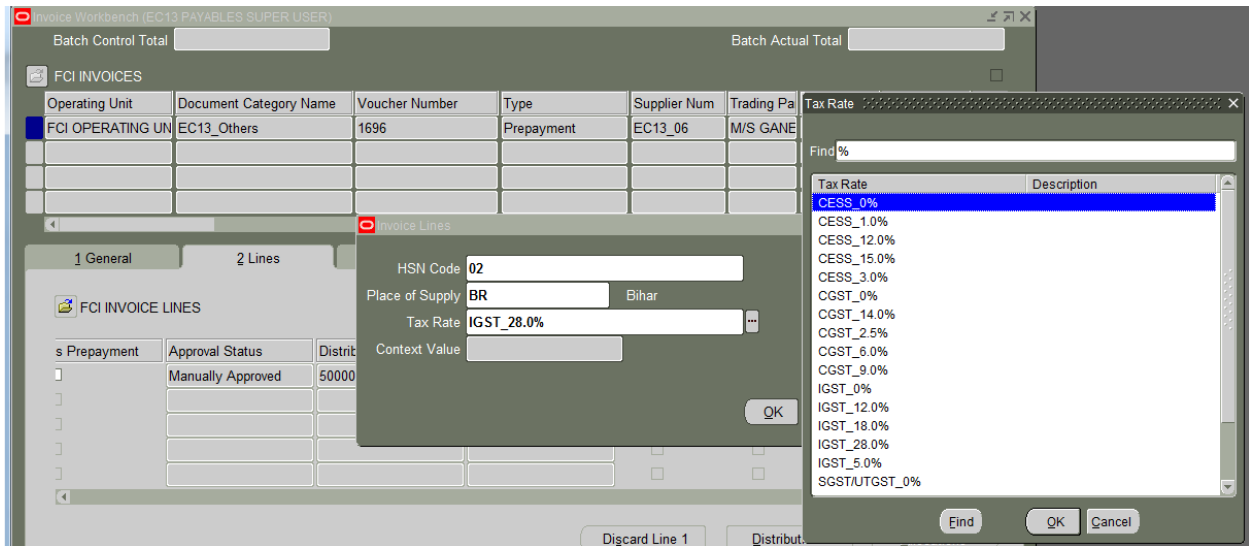 Invoice Workbench (EC13 PAYABLES SUPER USER)
Batch Control Total
Batch Actual Total
FCI INVOICES
Operating Unit Document Category Name Voucher Number Type Supplier Num Trading Pa
FCI OPERATING UN EC13_Others 1696 Prepayment EC13_06 M/S GANE
1 General 2 Lines
FCI INVOICE LINES
s Prepayment Approval Status Distrib
Manually Approved 50000
Discard Line 1 Distribut
Invoice Lines
HSN Code 02
Place of Supply BR Bihar
Tax Rate IGST_28.0%
Context Value
OK
Tax Rate
Find %
Tax Rate Description
CESS_0%
CESS_1.0%
CESS_12.0%
CESS_15.0%
CESS_3.0%
CGST_0%
CGST_14.0%
CGST_2.5%
CGST_6.0%
CGST_9.0%
IGST_0%
IGST_12.0%
IGST_18.0%
IGST_28.0%
IGST_5.0%
SGST/UTGST_0%
Find OK Cancel